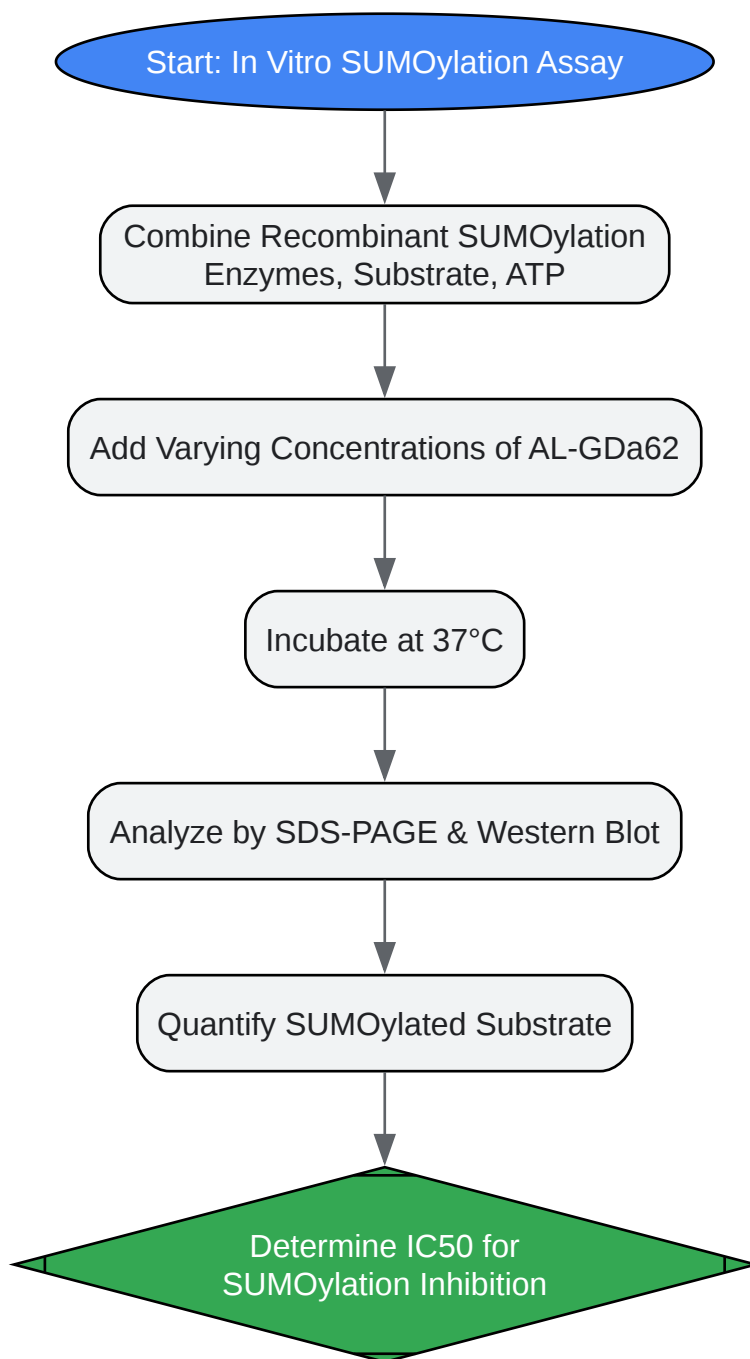 Start: In Vitro SUMOylation Assay
Combine Recombinant SUMOylation
Enzymes, Substrate, ATP
Add Varying Concentrations of AL-GDa62
Incubate at 37°C
Analyze by SDS-PAGE & Western Blot
Quantify SUMOylated Substrate
Determine IC50 for
SUMOylation Inhibition